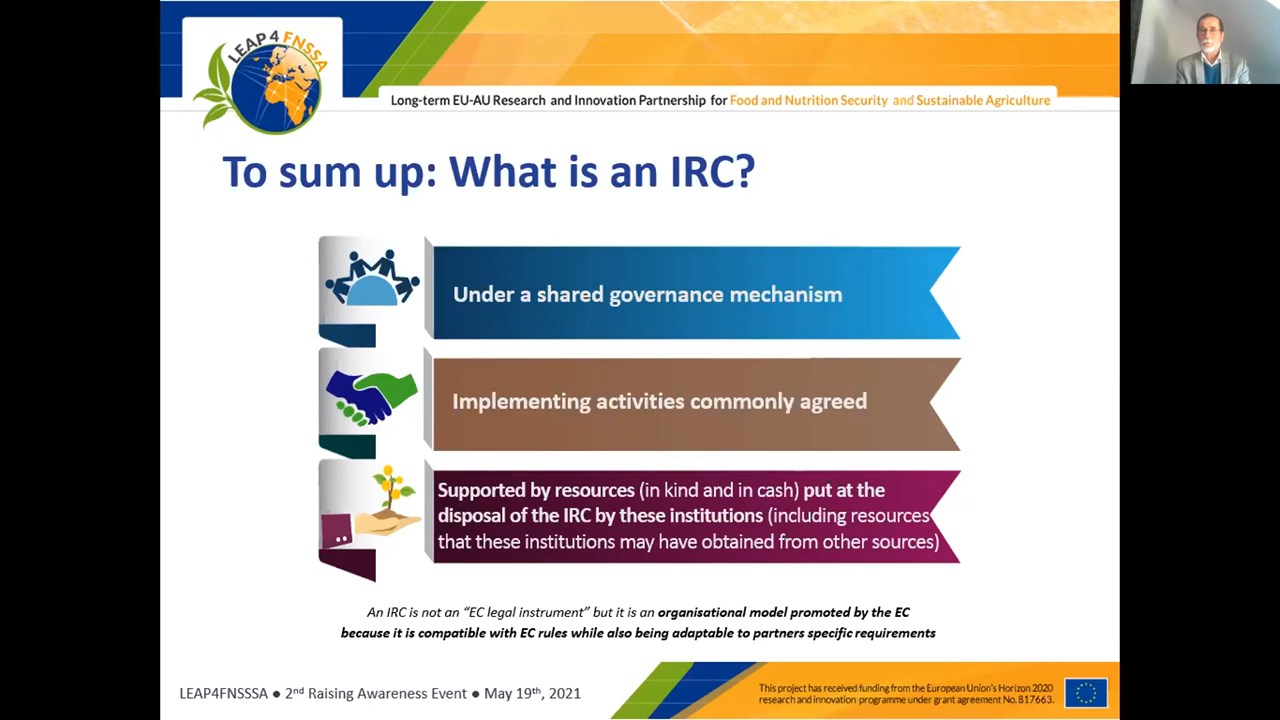 LEAP 4 FNSSA
Long-term EU-AU Research and Innovation Partnership for Food and Nutrition Security and Sustainable Agriculture
To sum up: What is an IRC?
Under a shared governance mechanism
Implementing activities commonly agreed
Supported by resources (in kind and in cash) put at the
disposal of the IRC by these institutions (including resources
that these institutions may have obtained from other sources)
An IRC is not an “EC legal instrument” but it is an organisational model promoted by the EC
because it is compatible with EC rules while also being adaptable to partners specific requirements
LEAP4FNSSSA ● 2nd Raising Awareness Event ● May 19th, 2021
This project has received funding from the European Union's Horizon 2020
research and innovation programme under grant agreement No. 817663.